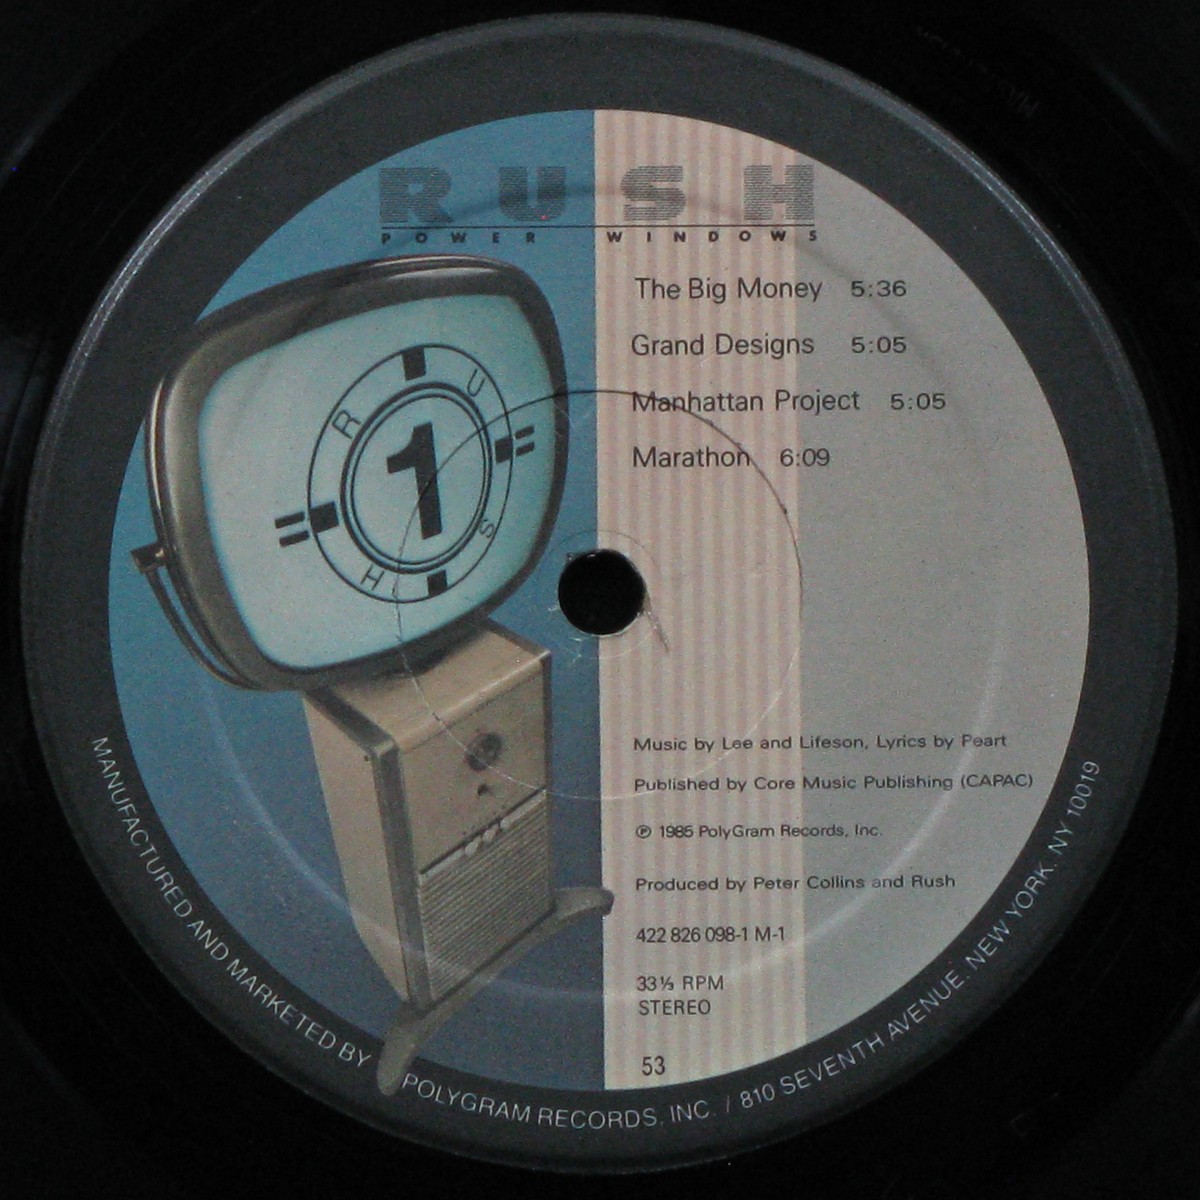 RUSH
POWER WINDOWS
The Big Money 5:36
Grand Designs 5:05
Manhattan Project 5:05
Marathon 6:09
R U S H
1
Music by Lee and Lifeson, Lyrics by Peart
Published by Core Music Publishing (CAPAC)
℗ 1985 PolyGram Records, Inc.
Produced by Peter Collins and Rush
422 826 098-1 M-1
33⅓ RPM
STEREO
53
MANUFACTURED AND MARKETED BY POLYGRAM RECORDS, INC. / 810 SEVENTH AVENUE. NEW YORK. NY 10019